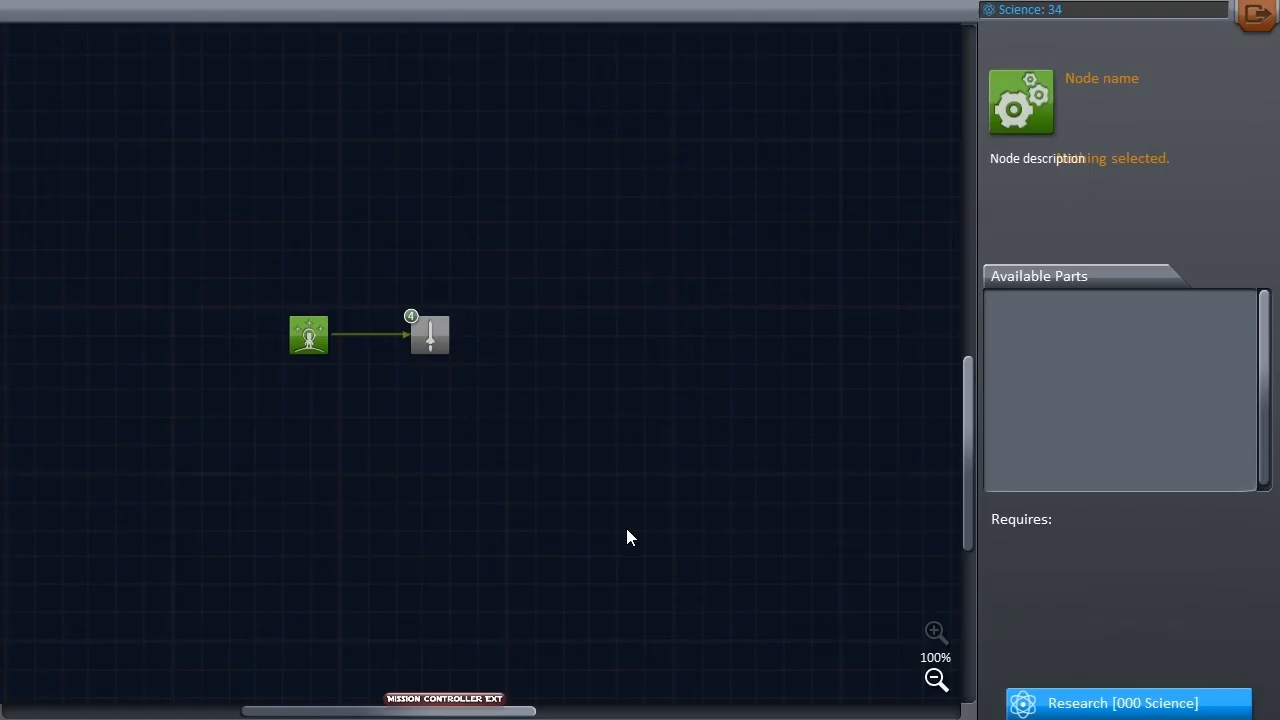 Science: 34
Node name
Node description
Nothing selected.
Available Parts
4
Requires:
100%
MISSION CONTROLLER EXT
Research [000 Science]